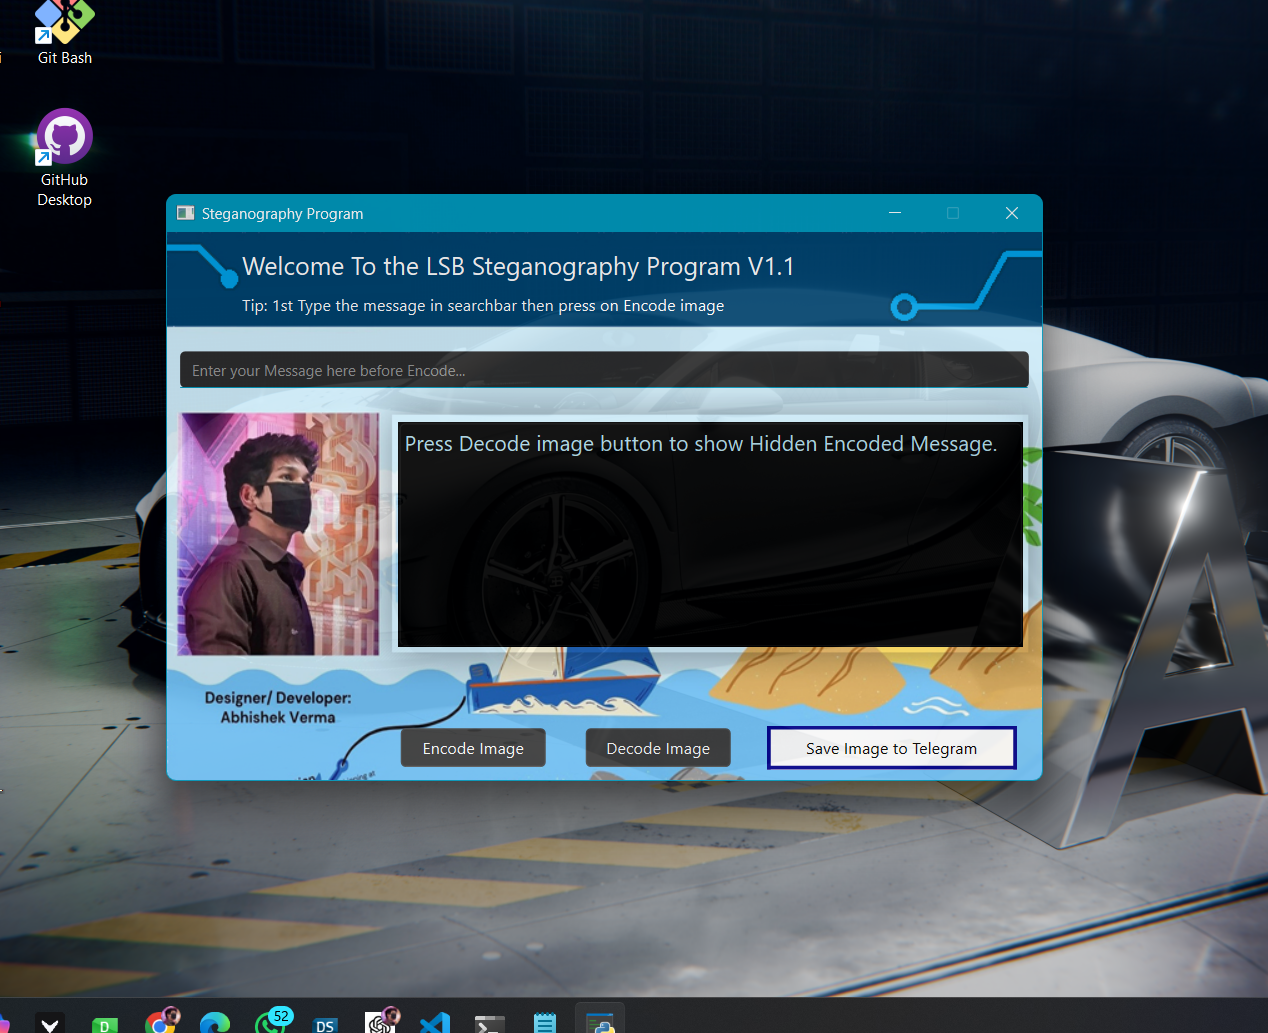 Git Bash
GitHub
Desktop
Steganography Program
Welcome To the LSB Steganography Program V1.1
Tip: 1st Type the message in searchbar then press on Encode image
Enter your Message here before Encode...
Press Decode image button to show Hidden Encoded Message.
Designer/ Developer:
Abhishek Verma
Encode Image
Decode Image
Save Image to Telegram
A
D
52
DS